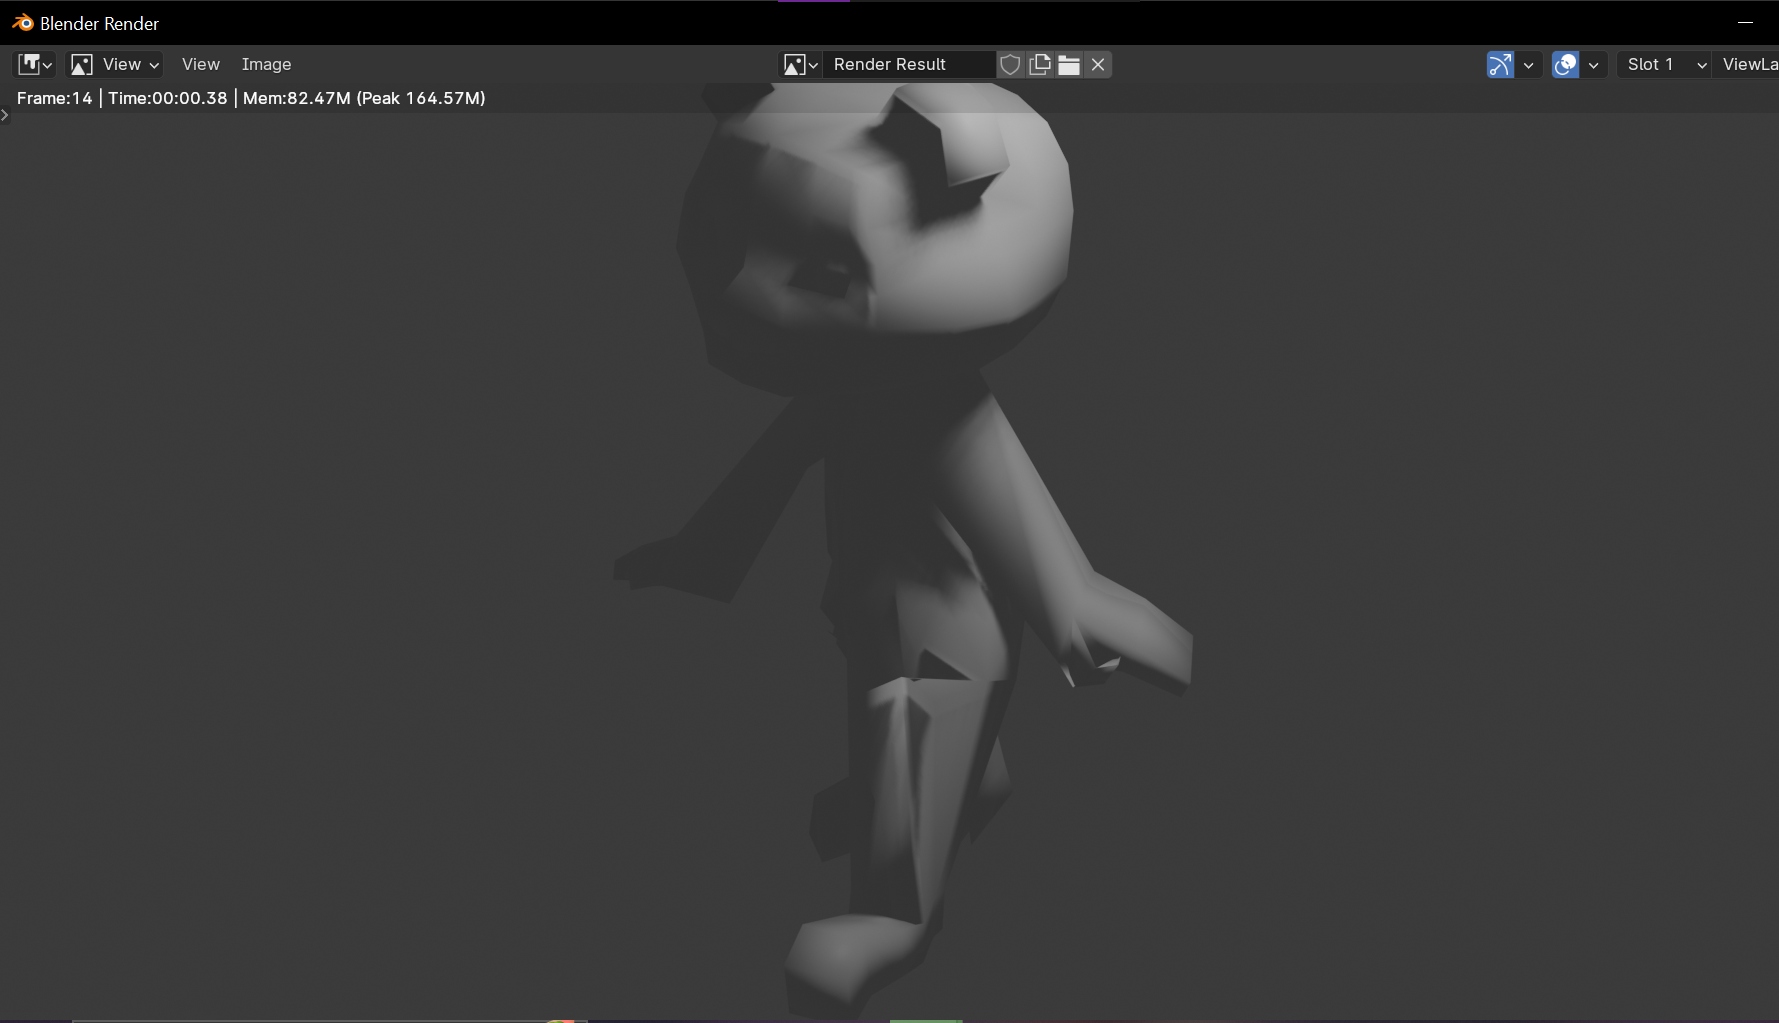 Blender Render
View View Image Render Result Slot 1 ViewLa
Frame:14 | Time:00:00.38 | Mem:82.47M (Peak 164.57M)